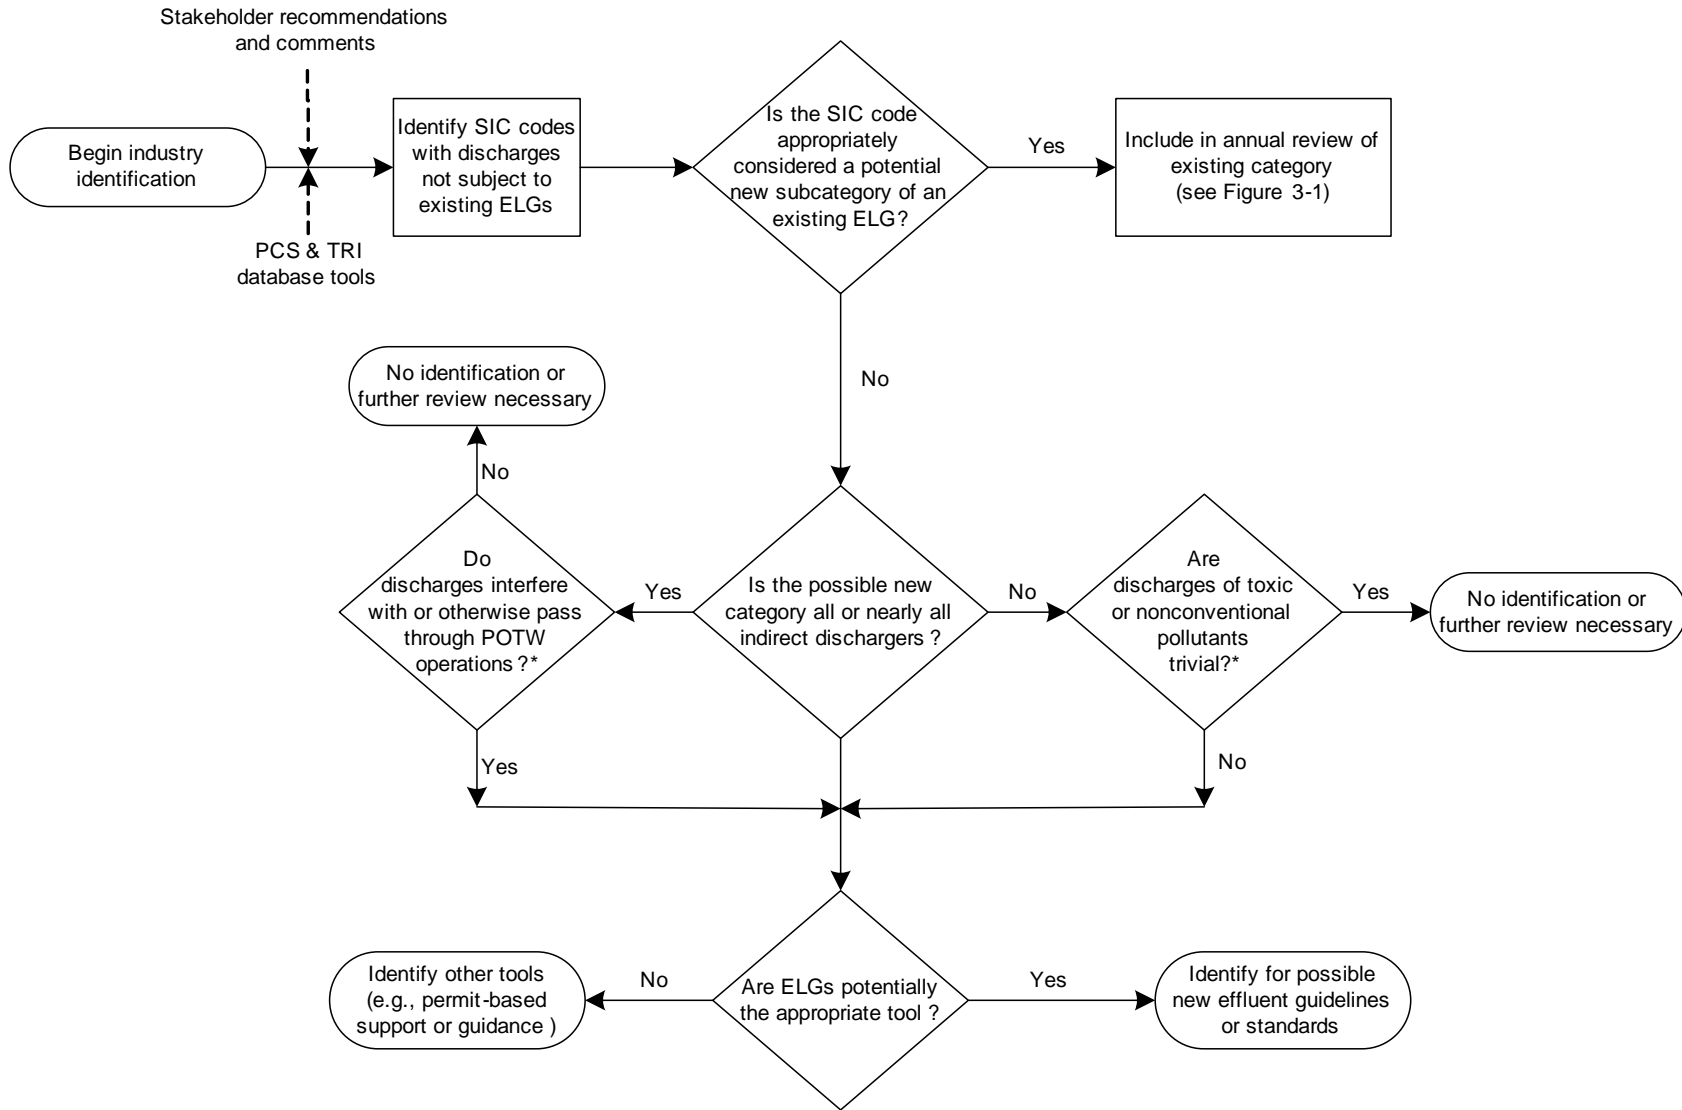 Stakeholder recommendations
and comments
Begin industry
identification
PCS & TRI
database tools
Identify SIC codes
with discharges
not subject to
existing ELGs
Is the SIC code
appropriately
considered a potential
new subcategory of an
existing ELG?
Yes
Include in annual review of
existing category
(see Figure 3-1)
No
No identification or
further review necessary
No
Do
discharges interfere
with or otherwise pass
through POTW
operations ?*
Yes
Is the possible new
category all or nearly all
indirect dischargers ?
No
Are
discharges of toxic
or nonconventional
pollutants
trivial?*
Yes
No identification or
further review necessary
Yes
No
Identify other tools
(e.g., permit-based
support or guidance )
No
Are ELGs potentially
the appropriate tool ?
Yes
Identify for possible
new effluent guidelines
or standards